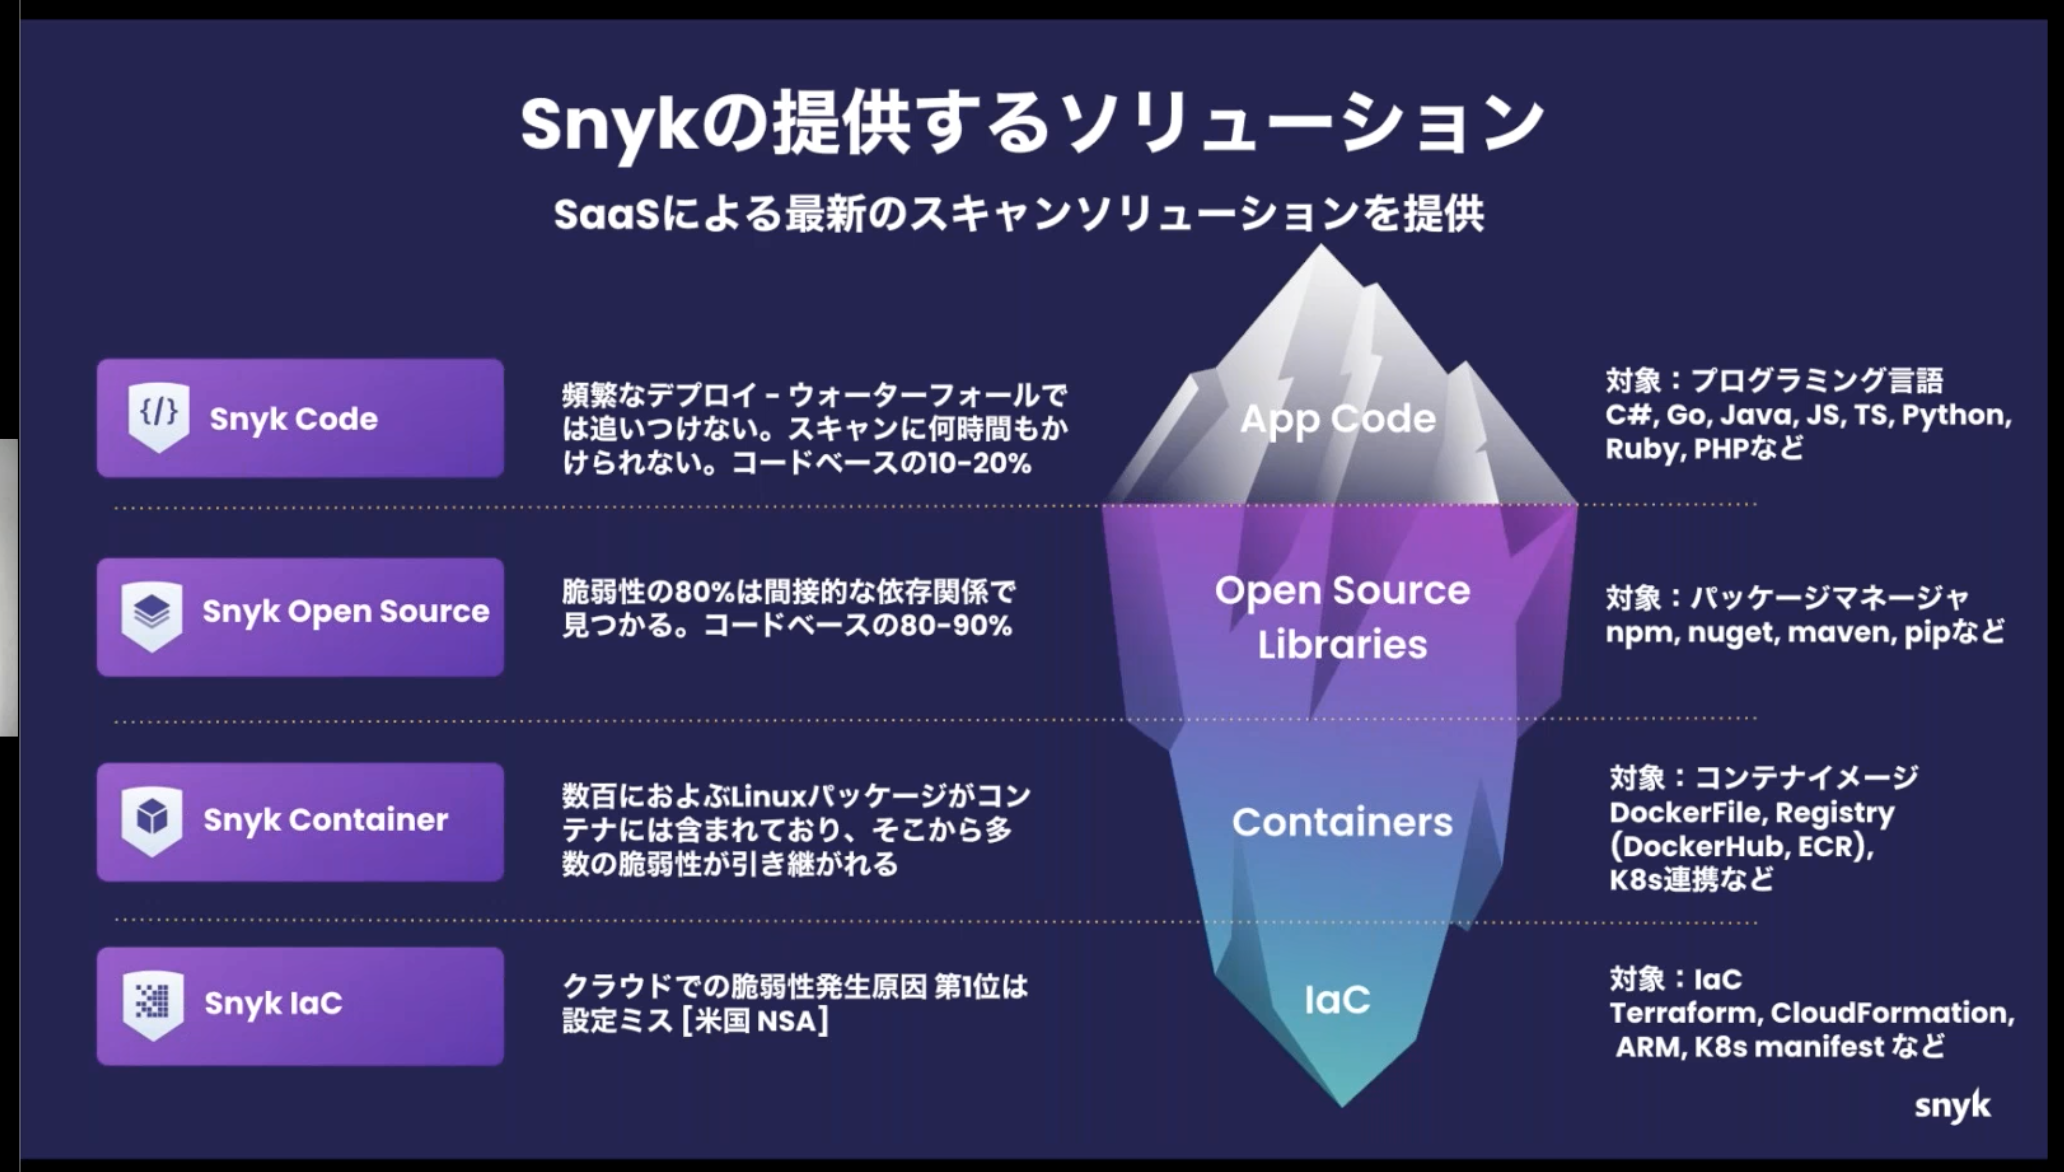 Snykの提供するソリューション
SaaSによる最新のスキャンソリューションを提供
Snyk Code
頻繁なデプロイ - ウォーターフォールで
は追いつけない。スキャンに何時間もか
けられない。コードベースの10-20%
App Code
対象：プログラミング言語
C#, Go, Java, JS, TS, Python,
Ruby, PHPなど
Snyk Open Source
脆弱性の80%は間接的な依存関係で
見つかる。コードベースの80-90%
Open Source
Libraries
対象：パッケージマネージャ
npm, nuget, maven, pipなど
Snyk Container
数百におよぶLinuxパッケージがコン
テナには含まれており、そこから多
数の脆弱性が引き継がれる
Containers
対象：コンテナイメージ
DockerFile, Registry
(DockerHub, ECR),
K8s連携など
Snyk IaC
クラウドでの脆弱性発生原因 第1位は
設定ミス [米国 NSA]
IaC
対象：IaC
Terraform, CloudFormation,
ARM, K8s manifest など
snyk